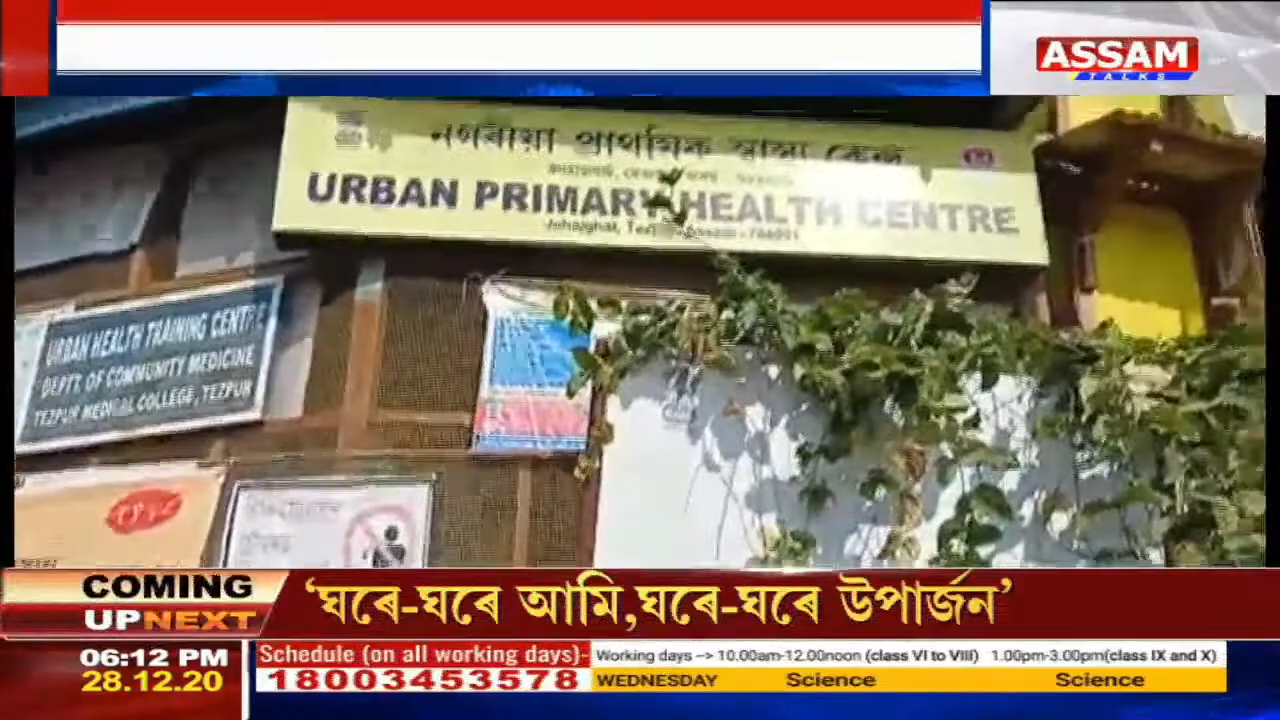 ASSAM
TALKS
নগৰীয়া প্ৰাথমিক স্বাস্থ্য কেন্দ্ৰ
URBAN PRIMARY HEALTH CENTRE
URBAN HEALTH TRAINING CENTRE
DEPTT. OF COMMUNITY MEDICINE
TEZPUR MEDICAL COLLEGE, TEZPUR
COMING
UPNEXT
‘ঘৰে-ঘৰে আমি,ঘৰে-ঘৰে উপাৰ্জন’
06:12 PM
28.12.20
Schedule (on all working days)-
18003453578
Working days --> 10.00am-12.00noon (class VI to VIII) 1.00pm-3.00pm(class IX and X)
WEDNESDAY Science Science